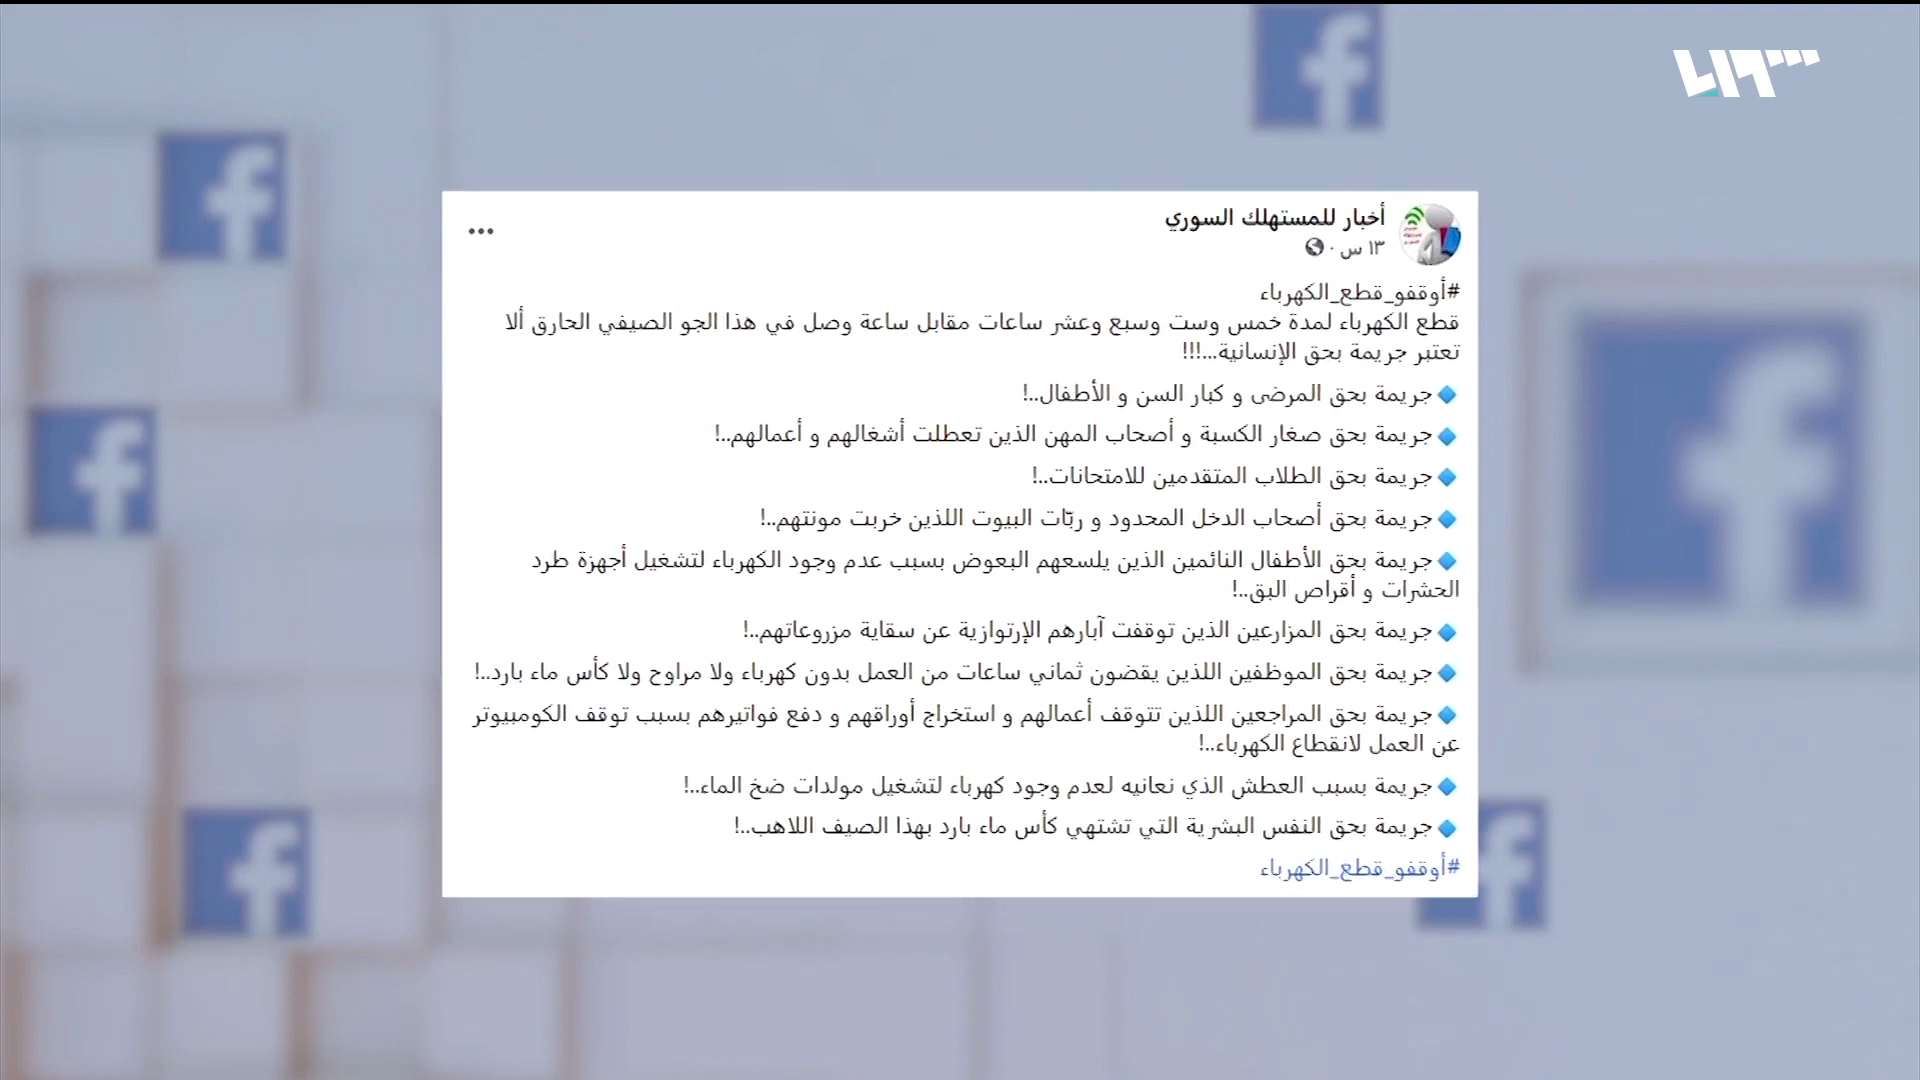 أخبار للمستهلك السوري
١٣ س ·
#أوقفو_قطع_الكهرباء
قطع الكهرباء لمدة خمس وست وسبع وعشر ساعات مقابل ساعة وصل في هذا الجو الصيفي الحارق ألا
تعتبر جريمة بحق الإنسانية...!!!
🔷جريمة بحق المرضى و كبار السن و الأطفال..!
🔷جريمة بحق صغار الكسبة و أصحاب المهن الذين تعطلت أشغالهم و أعمالهم..!
🔷جريمة بحق الطلاب المتقدمين للامتحانات..!
🔷جريمة بحق أصحاب الدخل المحدود و ربّات البيوت اللذين خربت مونتهم..!
🔷جريمة بحق الأطفال النائمين الذين يلسعهم البعوض بسبب عدم وجود الكهرباء لتشغيل أجهزة طرد
الحشرات و أقراص البق..!
🔷جريمة بحق المزارعين الذين توقفت آبارهم الإرتوازية عن سقاية مزروعاتهم..!
🔷جريمة بحق الموظفين اللذين يقضون ثماني ساعات من العمل بدون كهرباء ولا مراوح ولا كأس ماء بارد..!
🔷جريمة بحق المراجعين اللذين تتوقف أعمالهم و استخراج أوراقهم و دفع فواتيرهم بسبب توقف الكومبيوتر
عن العمل لانقطاع الكهرباء..!
🔷جريمة بسبب العطش الذي نعانيه لعدم وجود كهرباء لتشغيل مولدات ضخ الماء..!
🔷جريمة بحق النفس البشرية التي تشتهي كأس ماء بارد بهذا الصيف اللاهب..!
#أوقفو_قطع_الكهرباء